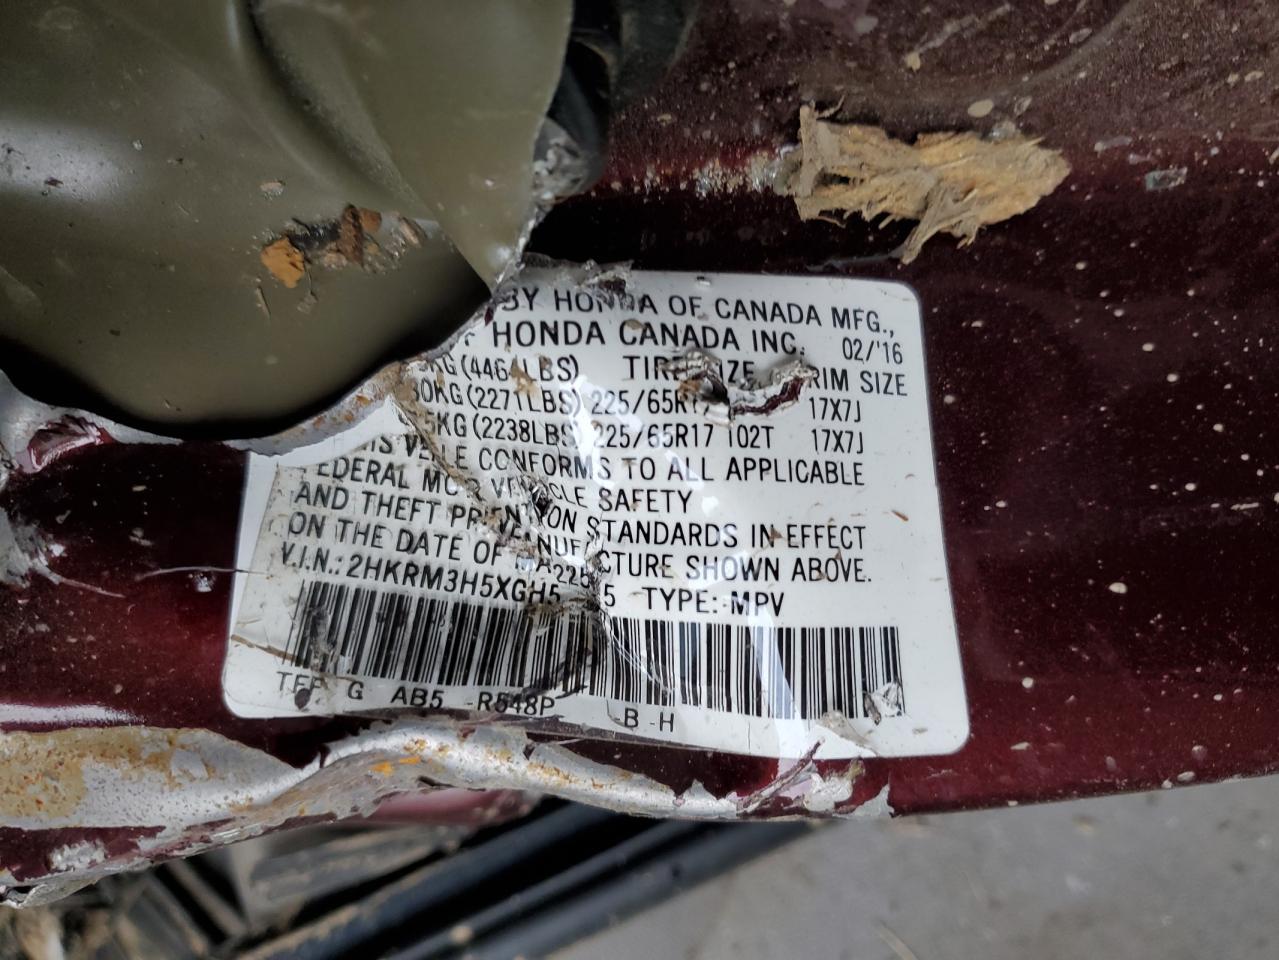 BY HONDA OF CANADA MFG.,
HONDA CANADA INC. 02/'16
KG (4464LBS) TIRE SIZE RIM SIZE
KG (2271LBS) 225/65R17 17X7J
5KG (2238LBS) 225/65R17 102T 17X7J
CONFORMS TO ALL APPLICABLE
FEDERAL SAFETY
AND THEFT STANDARDS IN EFFECT
ON THE DATE OF SHOWN ABOVE.
V.I.N.: TYPE: MPV
G AB5 R548P B H